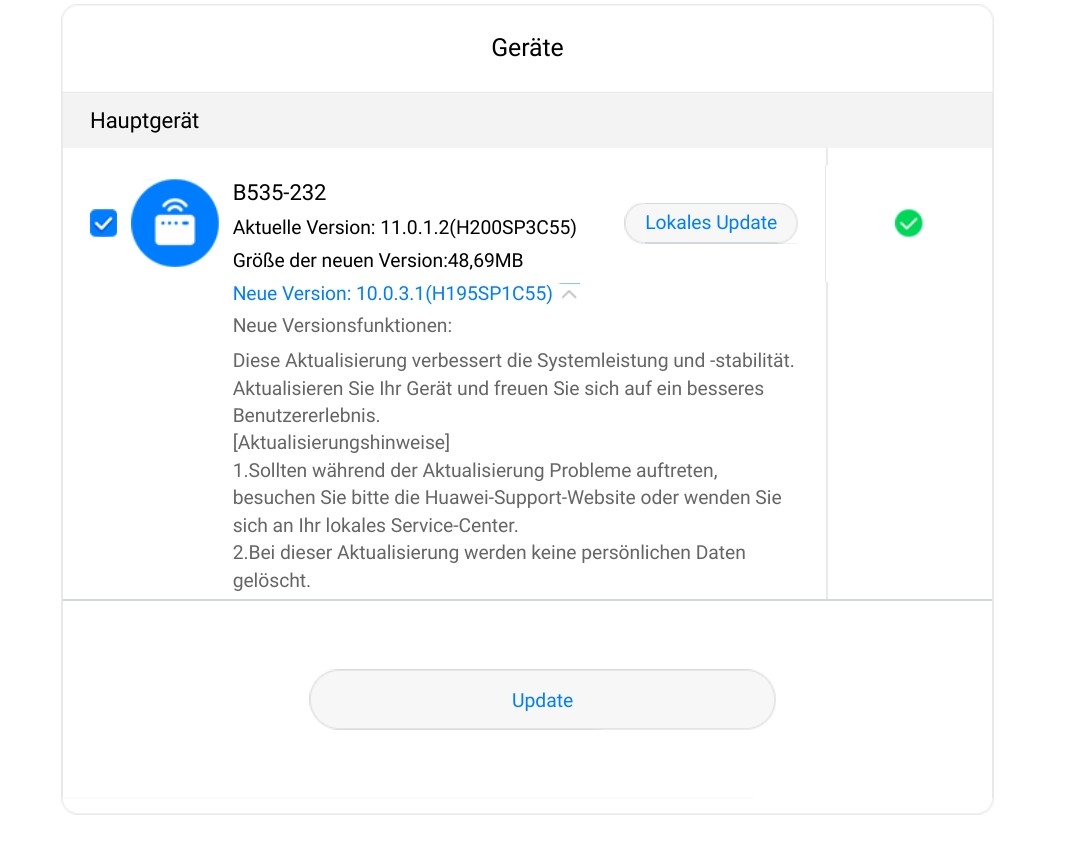 Geräte
Hauptgerät
B535-232
Aktuelle Version: 11.0.1.2(H200SP3C55)
Lokales Update
Größe der neuen Version:48,69MB
Neue Version: 10.0.3.1(H195SP1C55)
Neue Versionsfunktionen:
Diese Aktualisierung verbessert die Systemleistung und -stabilität.
Aktualisieren Sie Ihr Gerät und freuen Sie sich auf ein besseres
Benutzererlebnis.
[Aktualisierungshinweise]
1.Sollten während der Aktualisierung Probleme auftreten,
besuchen Sie bitte die Huawei-Support-Website oder wenden Sie
sich an Ihr lokales Service-Center.
2.Bei dieser Aktualisierung werden keine persönlichen Daten
gelöscht.
Update